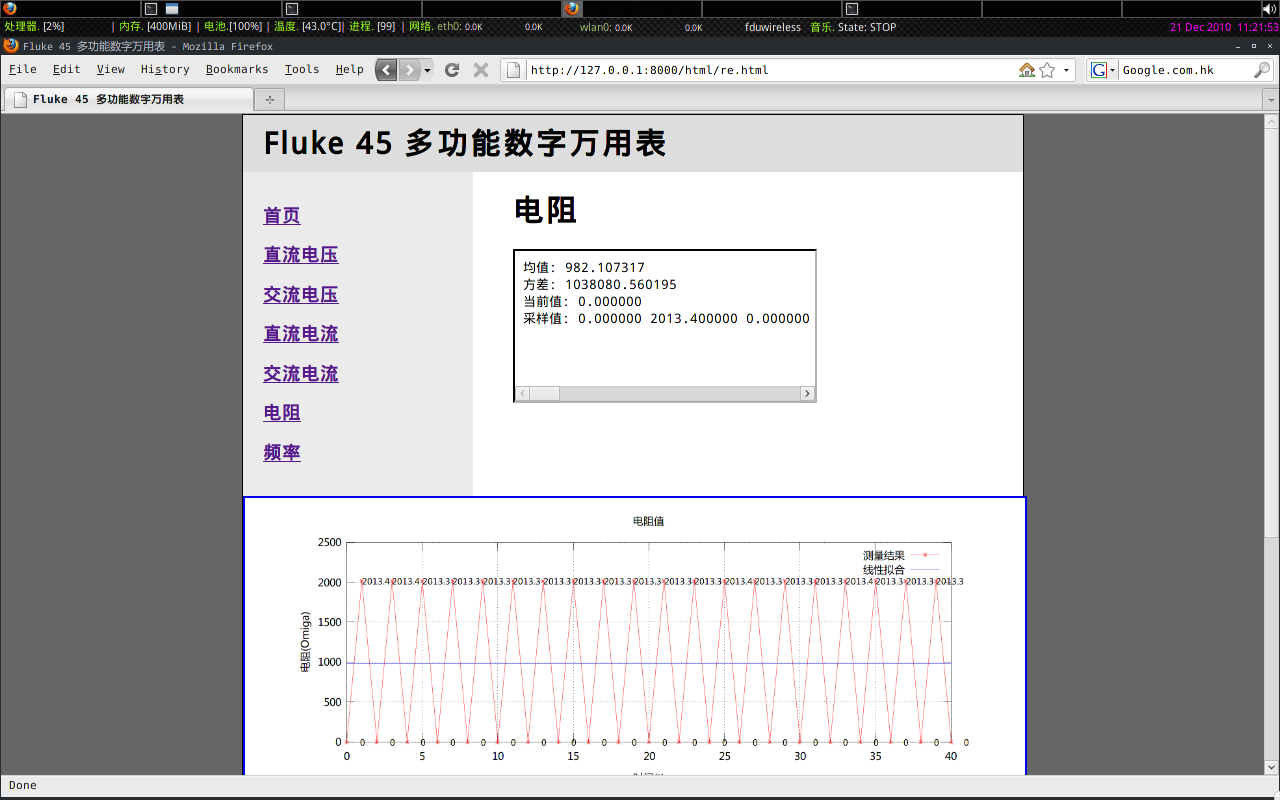 处理器. [2%] | 内存. [400MiB] | 电池.[100%] | 温度. [43.0°C]| 进程. [99] | 网络. eth0: 0.0K 0.0K wlan0: 0.0K 0.0K fduwireless 音乐. State: STOP 21 Dec 2010 11:21:53
Fluke 45 多功能数字万用表 - Mozilla Firefox
File Edit View History Bookmarks Tools Help http://127.0.0.1:8000/html/re.html Google.com.hk
Fluke 45 多功能数字万用表
Fluke 45 多功能数字万用表
首页
直流电压
交流电压
直流电流
交流电流
电阻
频率
电阻
均值: 982.107317
方差: 1038080.560195
当前值: 0.000000
采样值: 0.000000 2013.400000 0.000000
电阻值
测量结果
线性拟合
电阻(Omiga)
2500
2000
1500
1000
500
0
2013.4 2013.4 2013.3 2013.3 2013.3 2013.3 2013.3 2013.3 2013.3 2013.3 2013.4 2013.3 2013.3 2013.3 2013.3 2013.3 2013.4 2013.3 2013.3 2013.3
0 0 0 0 0 0 0 0 0 0 0 0 0 0 0 0 0 0 0 0 0
0 5 10 15 20 25 30 35 40
Done